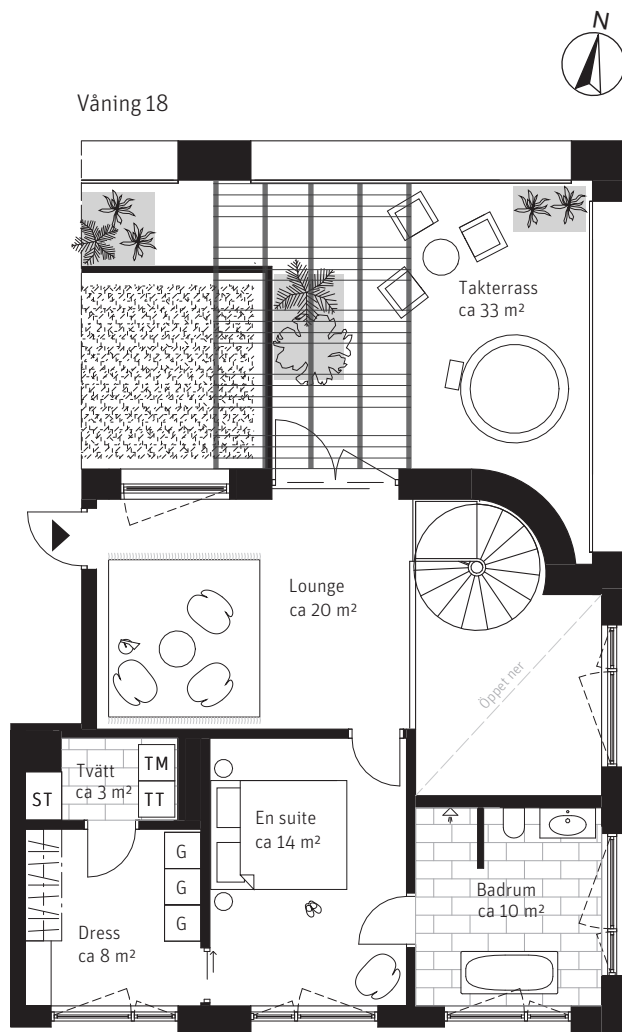 N
Våning 18
Takterrass
ca 33 m²
Lounge
ca 20 m²
Öppet ner
Tvätt
ca 3 m²
TM
TT
ST
En suite
ca 14 m²
G
G
G
Badrum
ca 10 m²
Dress
ca 8 m²